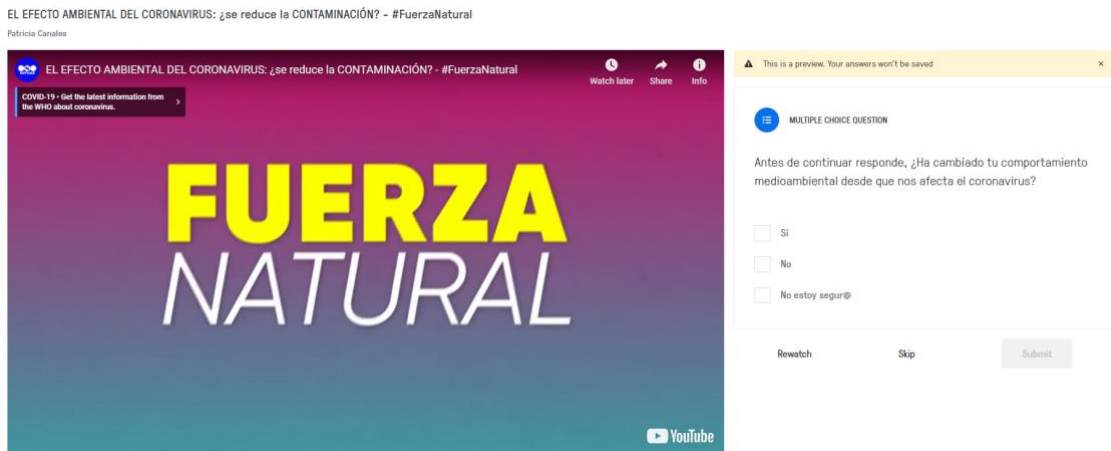 EL EFECTO AMBIENTAL DEL CORONAVIRUS: ¿se reduce la CONTAMINACIÓN? - #FuerzaNatural
Patricia Canales
EL EFECTO AMBIENTAL DEL CORONAVIRUS: ¿se reduce la CONTAMINACIÓN? - #FuerzaNatural
Watch later
Share
Info
COVID-19 • Get the latest information from
the WHO about coronavirus.
FUERZA
NATURAL
YouTube
This is a preview. Your answers won't be saved
MULTIPLE CHOICE QUESTION
Antes de continuar responde, ¿Ha cambiado tu comportamiento
medioambiental desde que nos afecta el coronavirus?
Sí
No
No estoy segur@
Rewatch
Skip
Submit